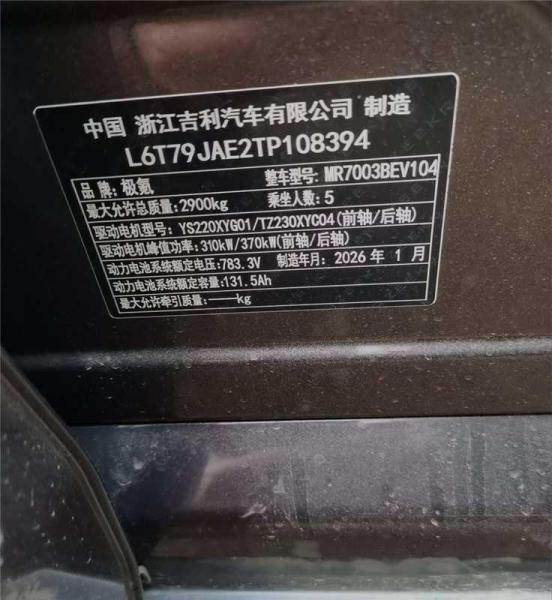 中国 浙江吉利汽车有限公司 制造
L6T79JAE2TP108394
品牌:极氪 整车型号:MR7003BEV104
最大允许总质量:2900kg 乘坐人数:5
驱动电机型号:YS220XYG01/TZ230XYC04(前轴/后轴)
驱动电机峰值功率:310kW/370kW(前轴/后轴)
动力电池系统额定电压:783.3V 制造年月:2026 年 1 月
动力电池系统额定容量:131.5Ah
最大允许牵引质量:——kg